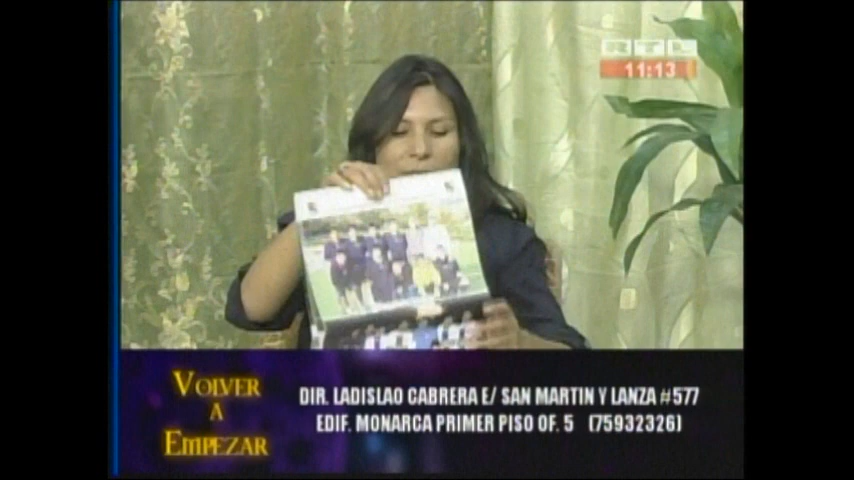 RTL
11:13
VOLVER
A
EMPEZAR
DIR. LADISLAO CABRERA E/ SAN MARTIN Y LANZA #577
EDIF. MONARCA PRIMER PISO OF. 5 (75932326)